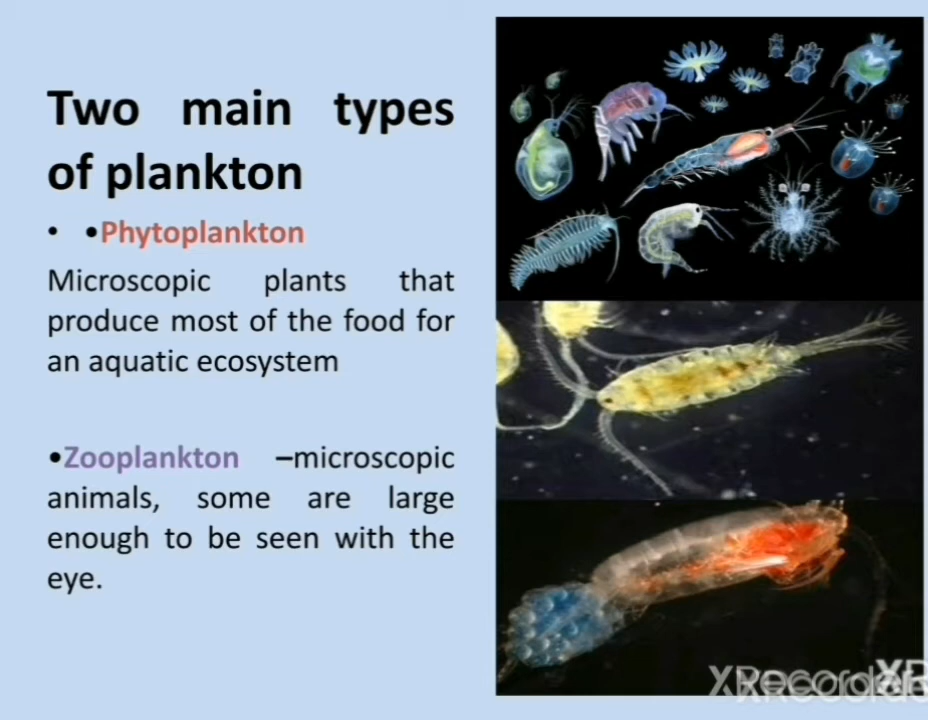 Two main types
of plankton
• •Phytoplankton
Microscopic plants that
produce most of the food for
an aquatic ecosystem
•Zooplankton –microscopic
animals, some are large
enough to be seen with the
eye.
XRecorder
XR